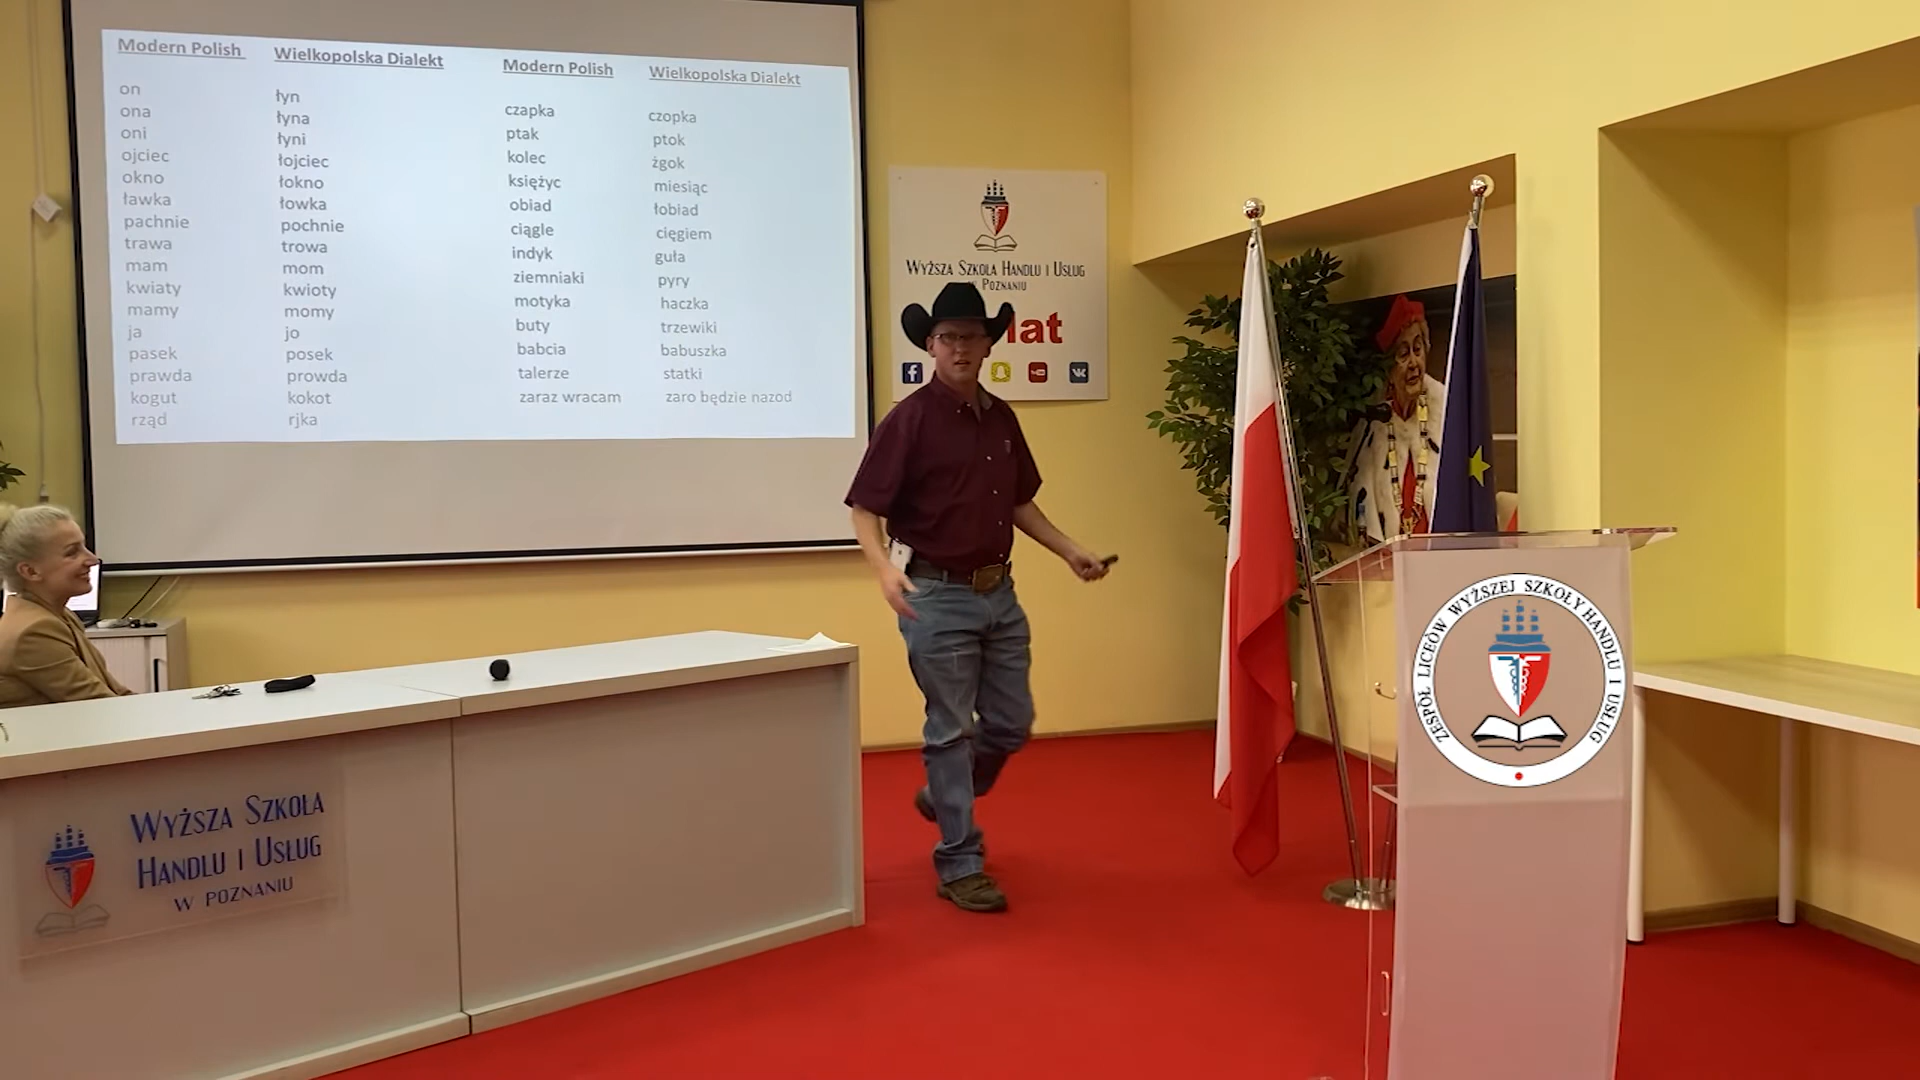 Modern Polish Wielkopolska Dialekt Modern Polish Wielkopolska Dialekt
on łyn
ona łyna czapka czopka
oni łyni ptak ptok
ojciec łojciec kolec żgok
okno łokno księżyc miesiąc
ławka łowka obiad łobiad
pachnie pochnie ciągle cięgiem
trawa trowa indyk guła
mam mom ziemniaki pyry
kwiaty kwioty motyka haczka
mamy momy buty trzewiki
ja jo babcia babuszka
pasek posek talerze statki
prawda prowda zaraz wracam zaro będzie nazod
kogut kokot
rząd rjka
Wyższa Szkola Handlu i Usług
w Poznaniu
lat
ZESPÓŁ LICEÓW WYŻSZEJ SZKOŁY HANDLU I USŁUG
Wyższa Szkola
Handlu i Usług
w Poznaniu